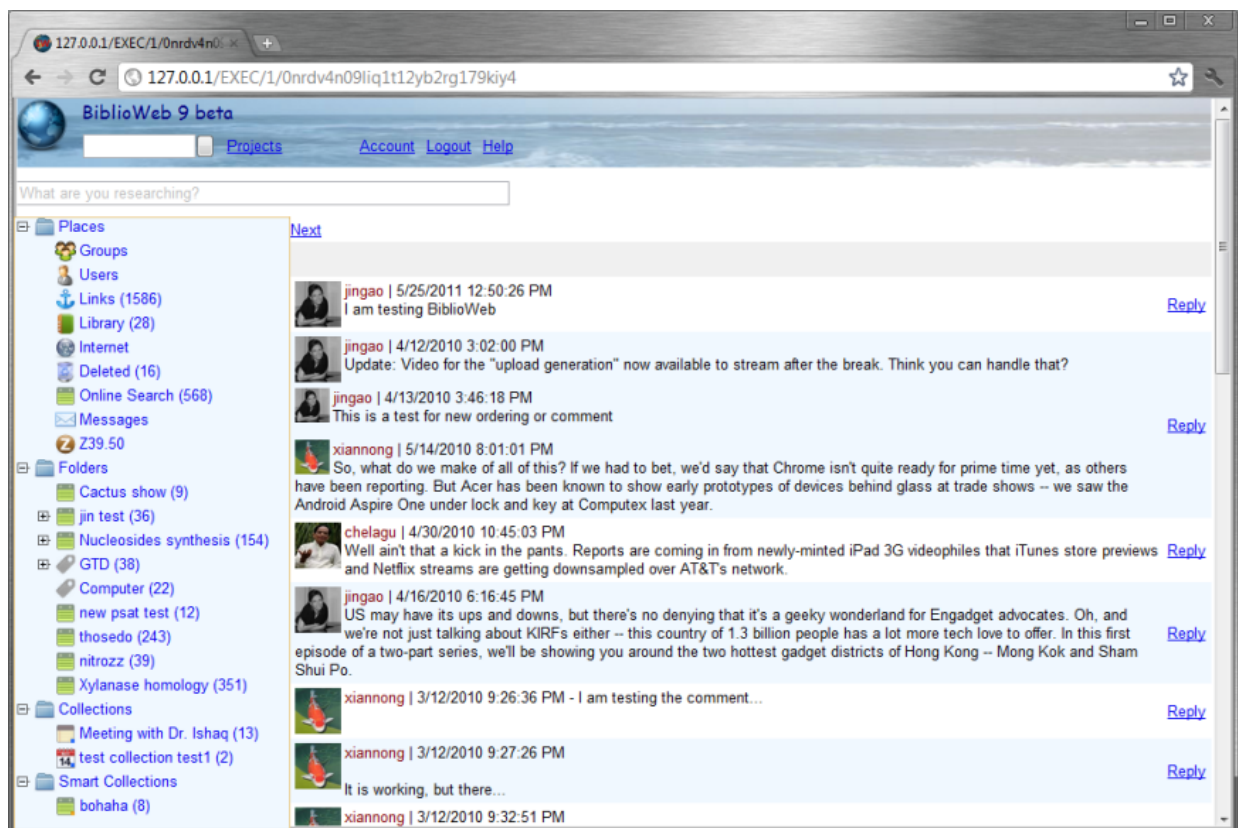 127.0.0.1/EXEC/1/0nrdv4n0
127.0.0.1/EXEC/1/0nrdv4n09liq1t12yb2rg179kiy4
BiblioWeb 9 beta
Projects Account Logout Help
What are you researching?
Places
Groups
Users
Links (1586)
Library (28)
Internet
Deleted (16)
Online Search (568)
Messages
Z39.50
Folders
Cactus show (9)
jin test (36)
Nucleosides synthesis (154)
GTD (38)
Computer (22)
new psat test (12)
thosedo (243)
nitrozz (39)
Xylanase homology (351)
Collections
Meeting with Dr. Ishaq (13)
14 test collection test1 (2)
Smart Collections
bohaha (8)
Next
jingao | 5/25/2011 12:50:26 PM
I am testing BiblioWeb
Reply
jingao | 4/12/2010 3:02:00 PM
Update: Video for the "upload generation" now available to stream after the break. Think you can handle that?
jingao | 4/13/2010 3:46:18 PM
This is a test for new ordering or comment
Reply
xiannong | 5/14/2010 8:01:01 PM
So, what do we make of all of this? If we had to bet, we'd say that Chrome isn't quite ready for prime time yet, as others
have been reporting. But Acer has been known to show early prototypes of devices behind glass at trade shows -- we saw the
Android Aspire One under lock and key at Computex last year.
chelagu | 4/30/2010 10:45:03 PM
Well ain't that a kick in the pants. Reports are coming in from newly-minted iPad 3G videophiles that iTunes store previews
and Netflix streams are getting downsampled over AT&T's network.
Reply
jingao | 4/16/2010 6:16:45 PM
US may have its ups and downs, but there's no denying that it's a geeky wonderland for Engadget advocates. Oh, and
we're not just talking about KIRFs either -- this country of 1.3 billion people has a lot more tech love to offer. In this first
episode of a two-part series, we'll be showing you around the two hottest gadget districts of Hong Kong -- Mong Kok and Sham
Shui Po.
Reply
xiannong | 3/12/2010 9:26:36 PM - I am testing the comment...
Reply
xiannong | 3/12/2010 9:27:26 PM
It is working, but there...
Reply
xiannong | 3/12/2010 9:32:51 PM